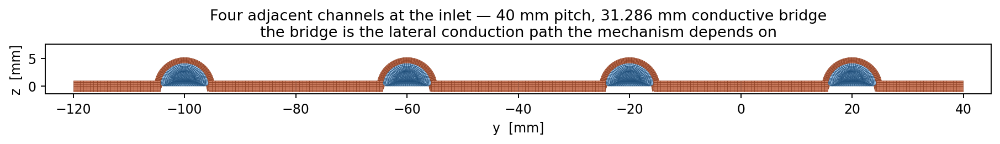 Four adjacent channels at the inlet — 40 mm pitch, 31.286 mm conductive bridge
the bridge is the lateral conduction path the mechanism depends on
z [mm]
5
0
−120 −100 −80 −60 −40 −20 0 20 40
y [mm]